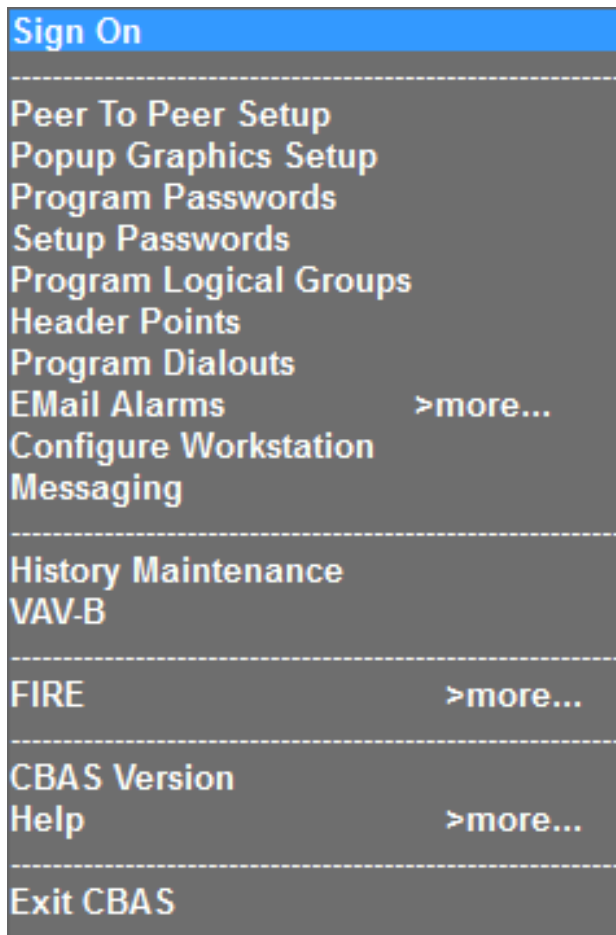 Sign On
Peer To Peer Setup
Popup Graphics Setup
Program Passwords
Setup Passwords
Program Logical Groups
Header Points
Program Dialouts
EMail Alarms >more...
Configure Workstation
Messaging
History Maintenance
VAV-B
FIRE >more...
CBAS Version
Help >more...
Exit CBAS